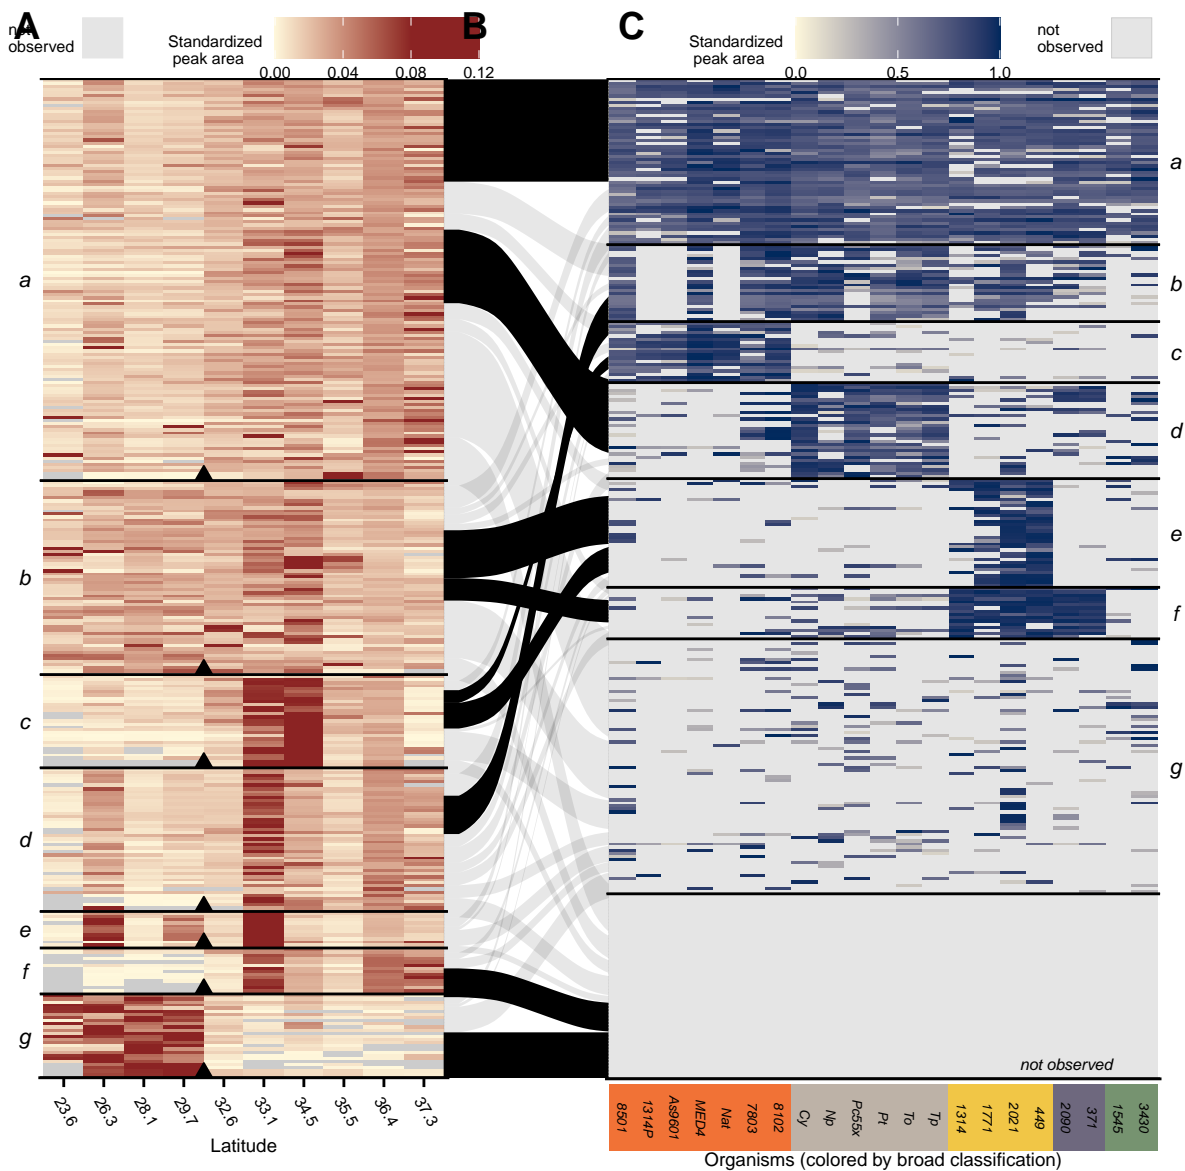 A
B
C
not
observed
Standardized
peak area
0.00 0.04 0.08 0.12
Standardized
peak area
0.0 0.5 1.0
not
observed
a
b
c
d
e
f
g
a
b
c
d
e
f
g
not observed
23.6 26.3 28.1 29.7 32.6 33.1 34.5 35.5 36.4 37.3
Latitude
8501 1314P As9601 MED4 Nat 7803 8102 Cy Np Pc55x Pt To Tp 1314 1771 2021 449 2090 371 1545 3430
Organisms (colored by broad classification)